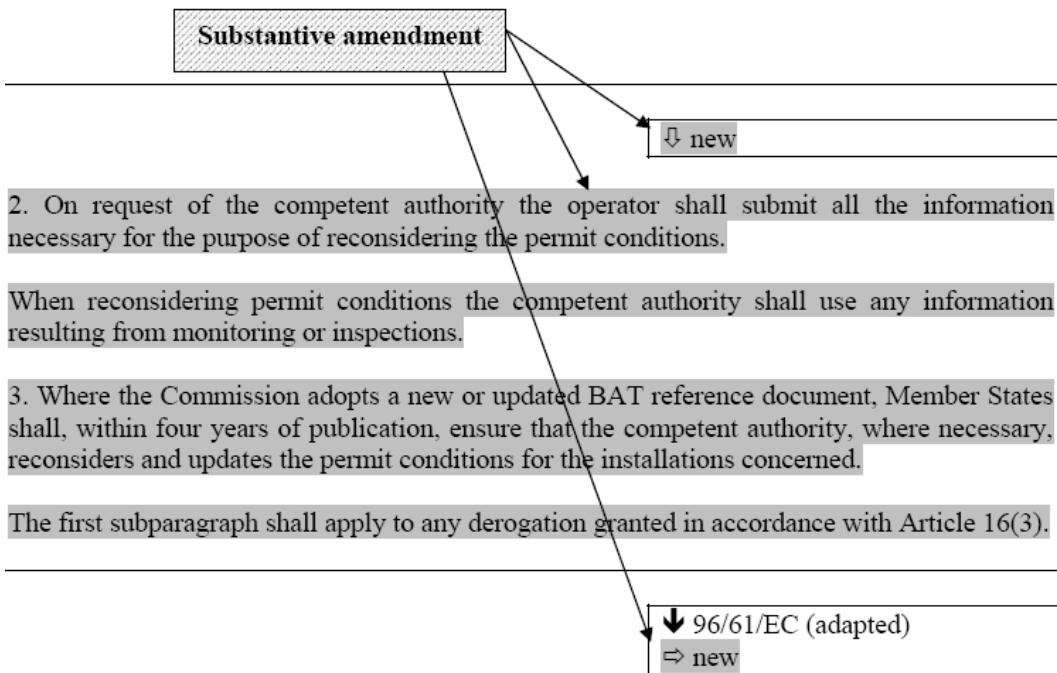 Substantive amendment
⇩ new
2. On request of the competent authority the operator shall submit all the information
necessary for the purpose of reconsidering the permit conditions.
When reconsidering permit conditions the competent authority shall use any information
resulting from monitoring or inspections.
3. Where the Commission adopts a new or updated BAT reference document, Member States
shall, within four years of publication, ensure that the competent authority, where necessary,
reconsiders and updates the permit conditions for the installations concerned.
The first subparagraph shall apply to any derogation granted in accordance with Article 16(3).
🡻 96/61/EC (adapted)
⇨ new